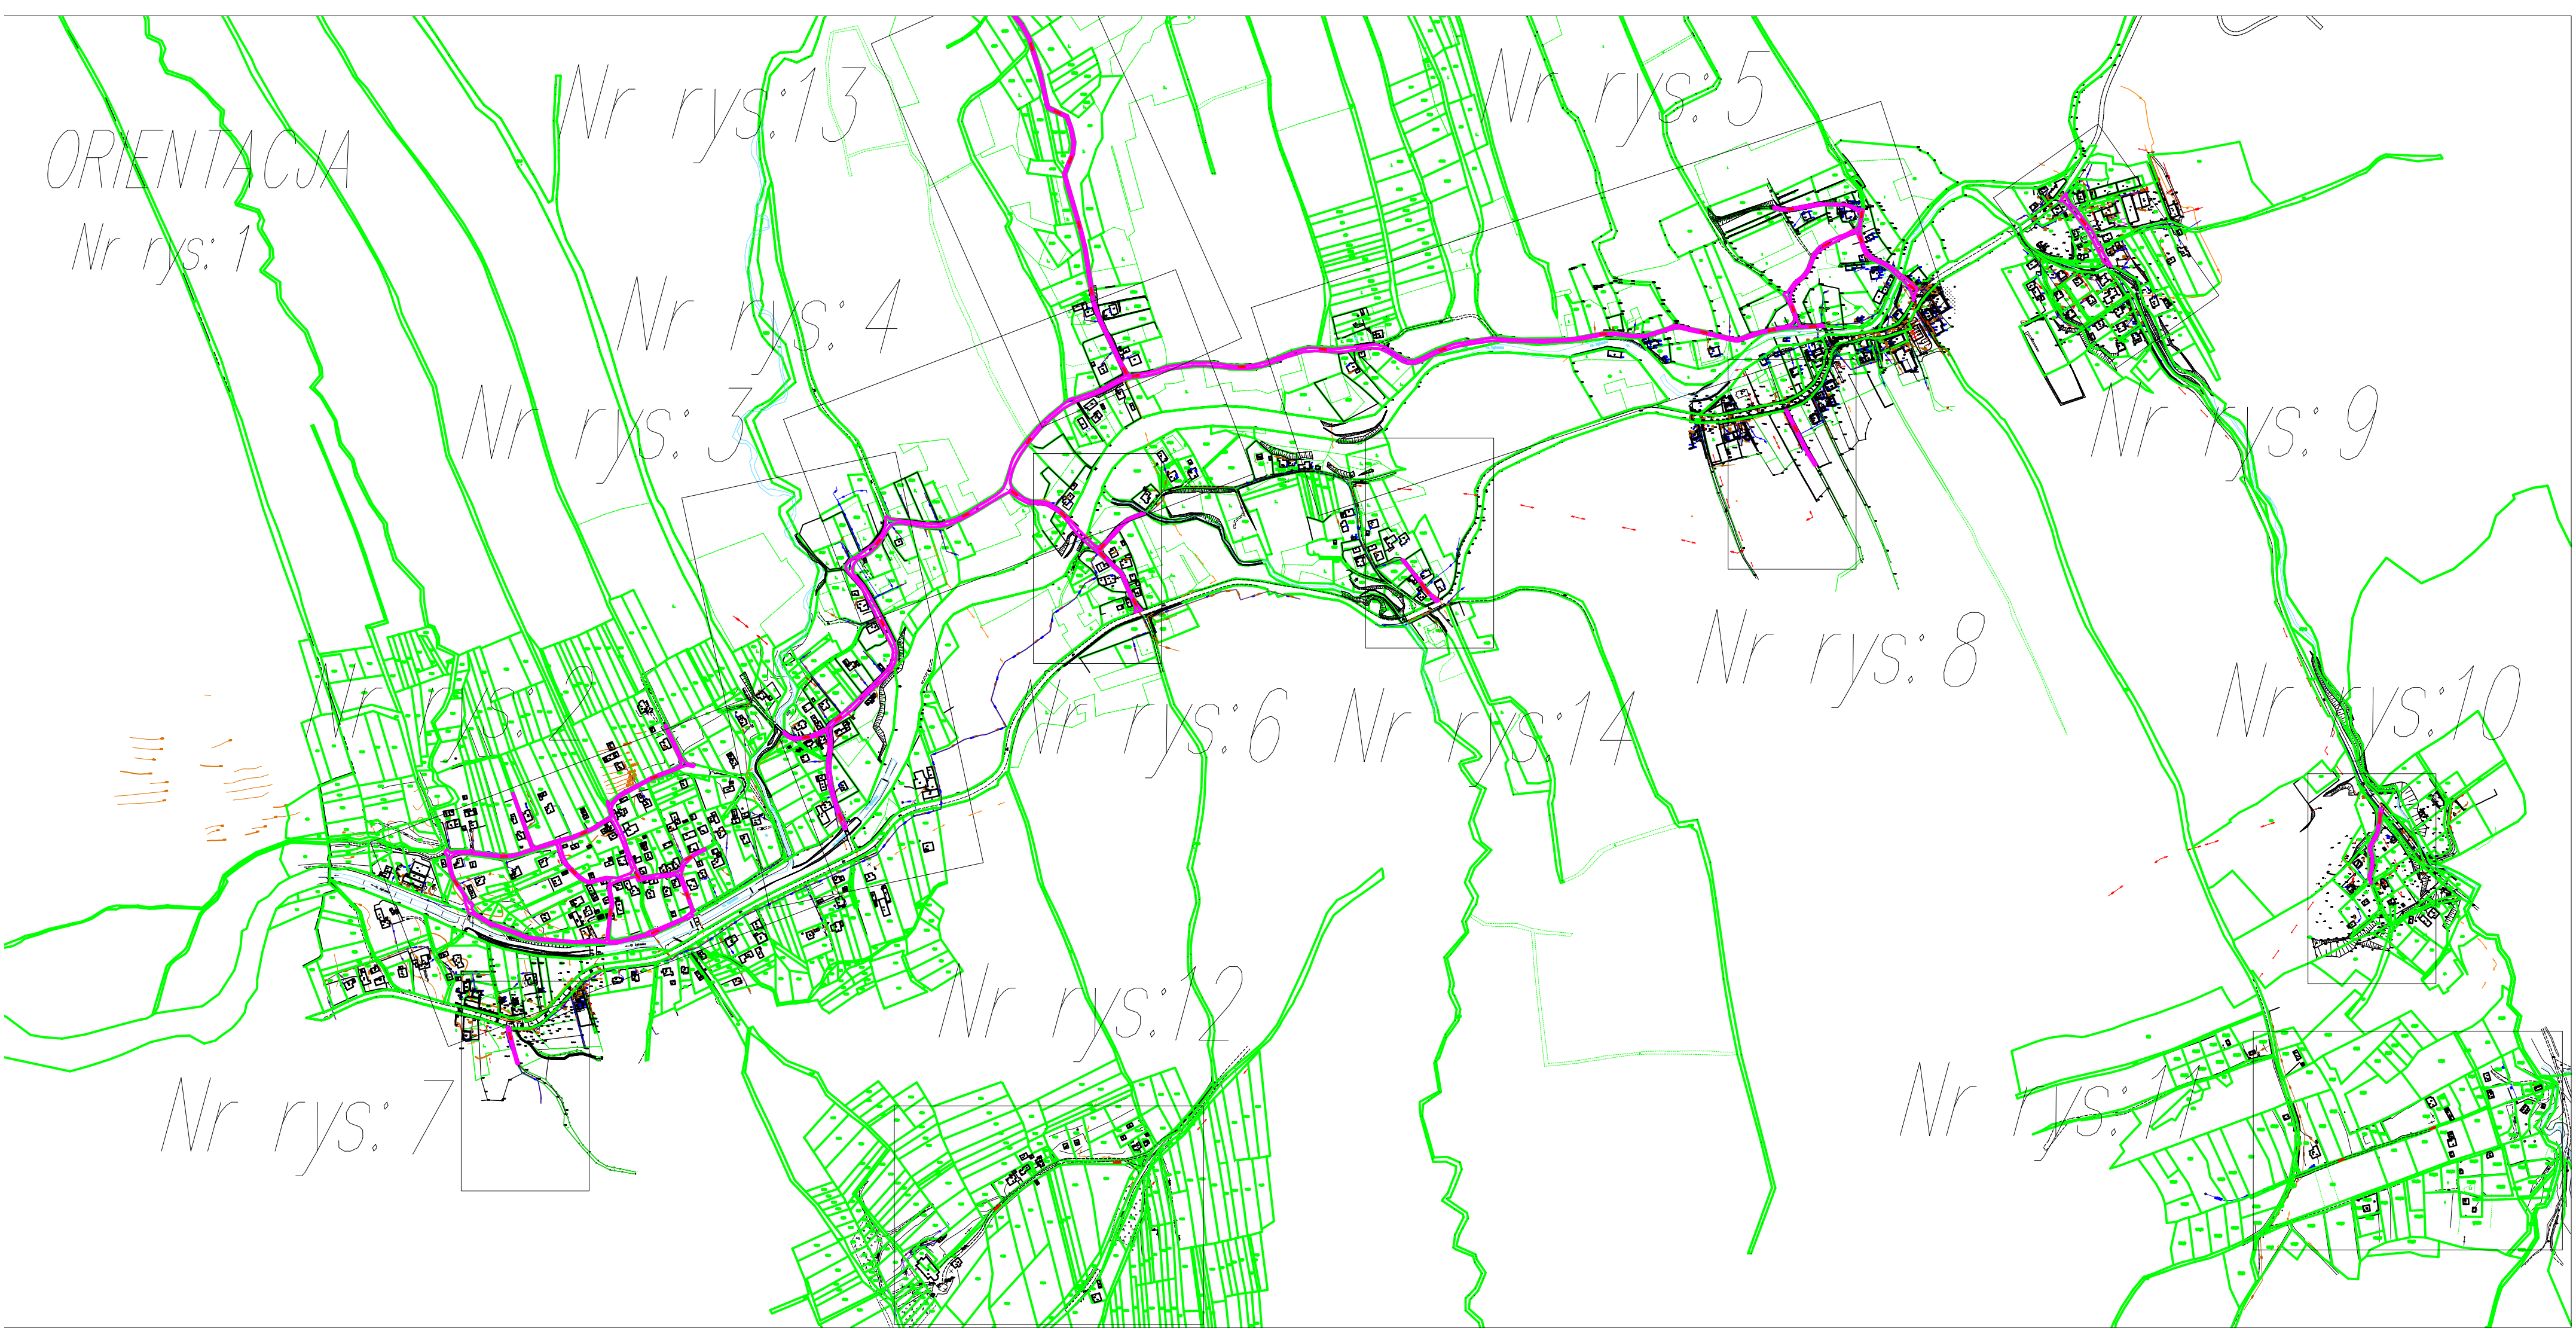 ORIENTACJA
Nr rys: 1
Nr rys:13
Nr rys:5
Nr rys:4
Nr rys:3
Nr rys:9
Nr rys:8
Nr rys:2
Nr rys:6
Nr rys:14
Nr rys:10
Nr rys:12
Nr rys:7
Nr rys:11